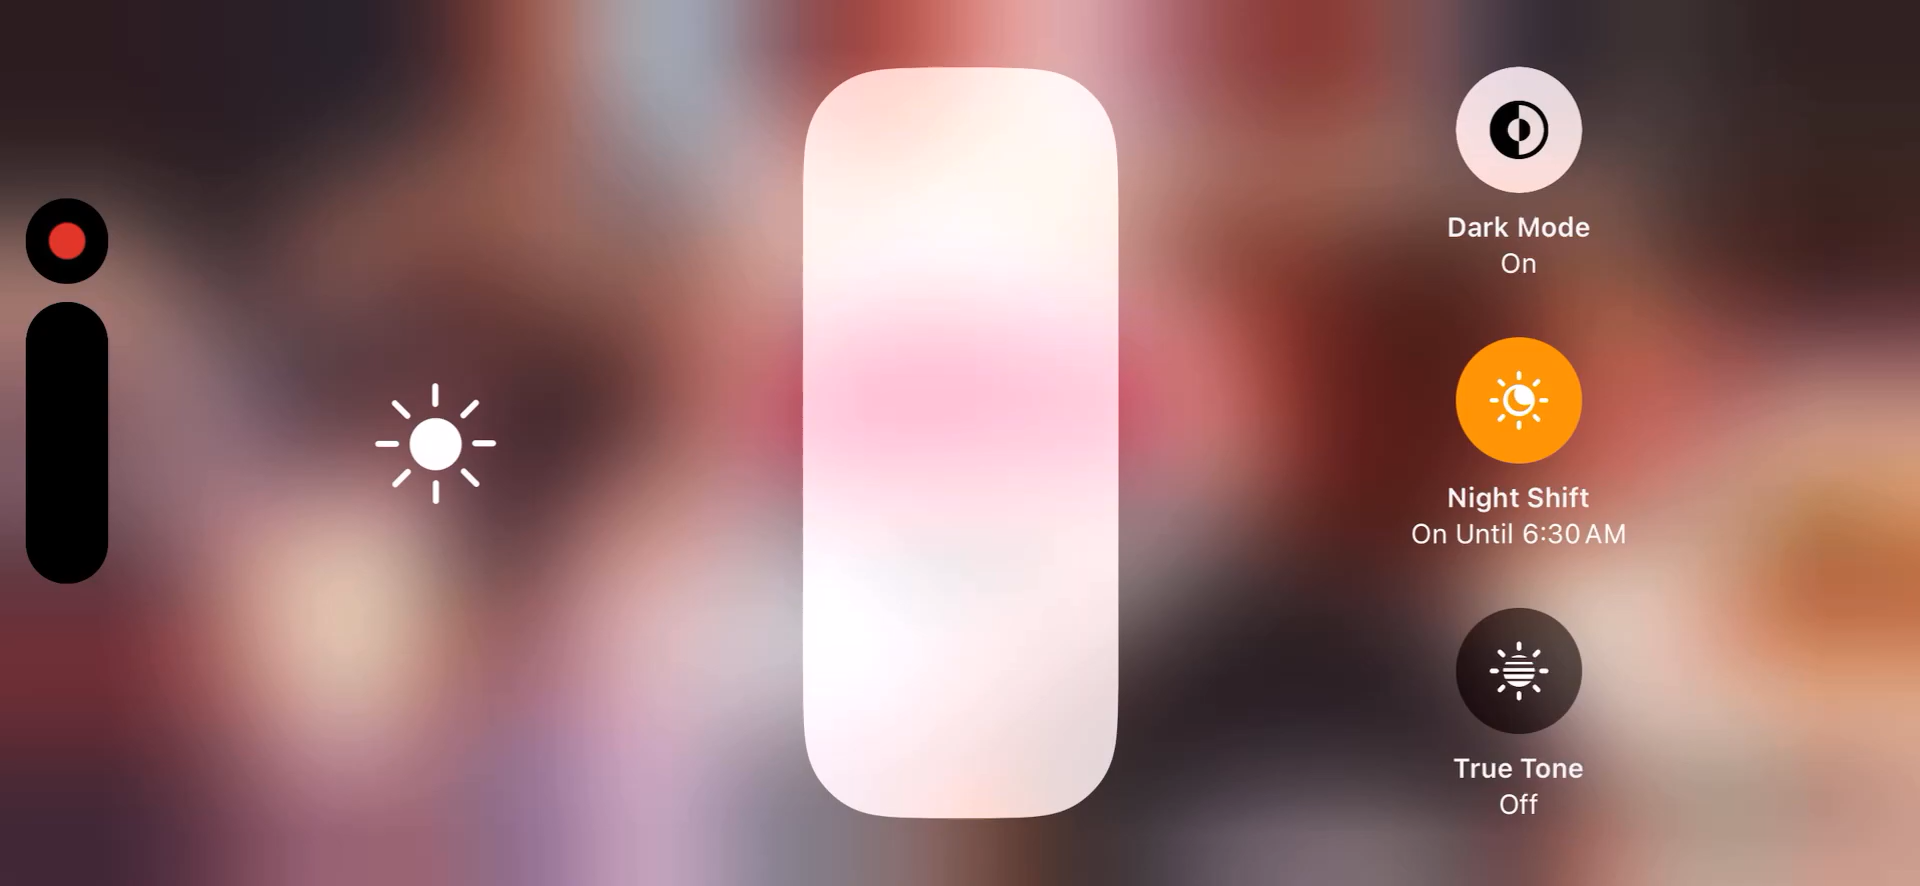 Dark Mode
On
Night Shift
On Until 6:30 AM
True Tone
Off